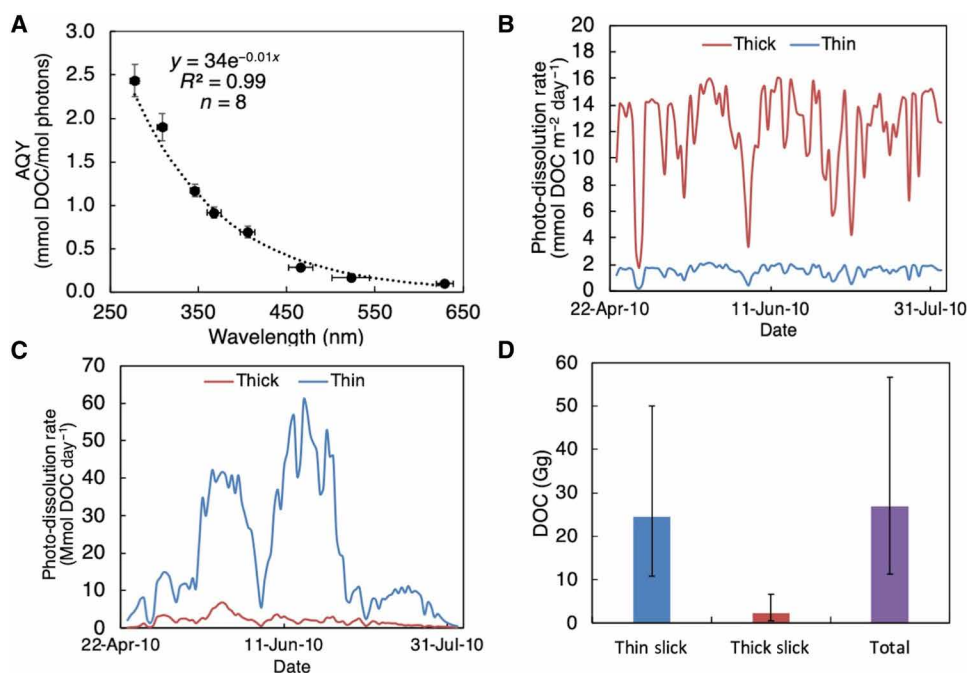 A
3.0
2.5
2.0
1.5
1.0
0.5
0.0
AQY
(mmol DOC/mol photons)
y = 34e^−0.01x
R² = 0.99
n = 8
250 350 450 550 650
Wavelength (nm)
B
Thick Thin
20
18
16
14
12
10
8
6
4
2
0
Photo-dissolution rate
(mmol DOC m⁻² day⁻¹)
22-Apr-10 11-Jun-10 31-Jul-10
Date
C
Thick Thin
70
60
50
40
30
20
10
0
Photo-dissolution rate
(Mmol DOC day⁻¹)
22-Apr-10 11-Jun-10 31-Jul-10
Date
D
60
50
40
30
20
10
0
DOC (Gg)
Thin slick Thick slick Total